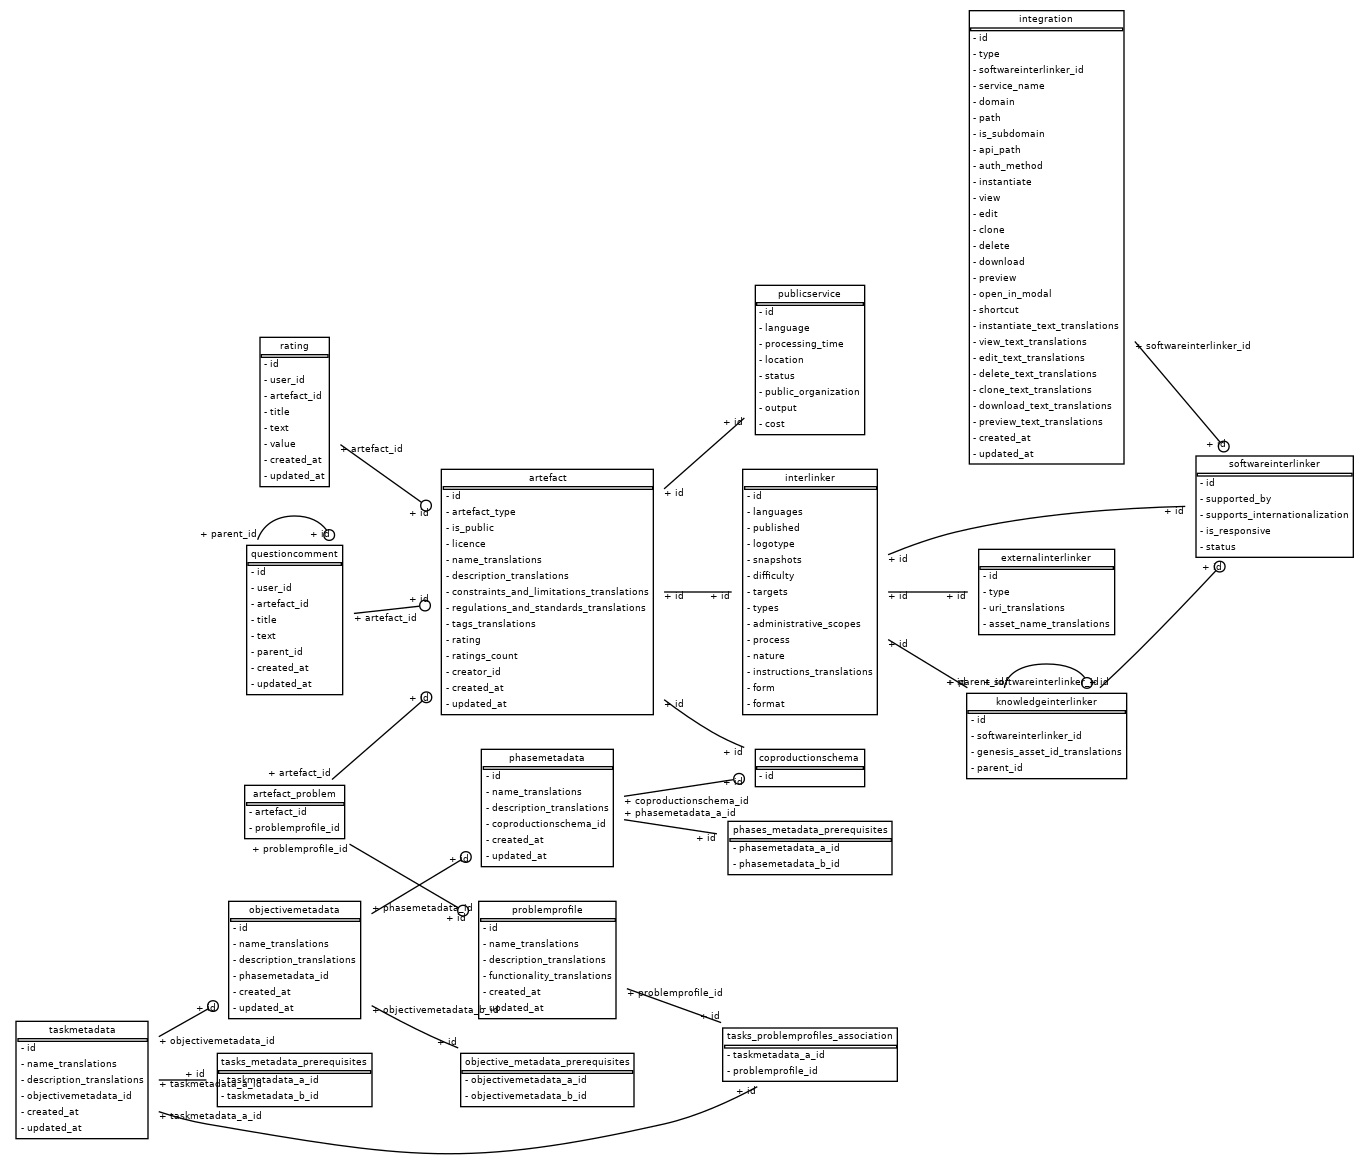 integration
- id
- type
- softwareinterlinker_id
- service_name
- domain
- path
- is_subdomain
- api_path
- auth_method
- instantiate
- view
- edit
- clone
- delete
- download
- preview
- open_in_modal
- shortcut
- instantiate_text_translations
- view_text_translations
- edit_text_translations
- delete_text_translations
- clone_text_translations
- download_text_translations
- preview_text_translations
- created_at
- updated_at
+ softwareinterlinker_id
+ id
publicservice
- id
- language
- processing_time
- location
- status
- public_organization
- output
- cost
+ id
+ id
rating
- id
- user_id
- artefact_id
- title
- text
- value
- created_at
- updated_at
+ artefact_id
+ id
softwareinterlinker
- id
- supported_by
- supports_internationalization
- is_responsive
- status
+ id
+ id
+ id
artefact
- id
- artefact_type
- is_public
- licence
- name_translations
- description_translations
- constraints_and_limitations_translations
- regulations_and_standards_translations
- tags_translations
- rating
- ratings_count
- creator_id
- created_at
- updated_at
+ id
+ id
interlinker
- id
- languages
- published
- logotype
- snapshots
- difficulty
- targets
- types
- administrative_scopes
- process
- nature
- instructions_translations
- form
- format
+ id
+ id
+ id
externalinterlinker
- id
- type
- uri_translations
- asset_name_translations
+ parent_id
+ id
questioncomment
- id
- user_id
- artefact_id
- title
- text
- parent_id
- created_at
- updated_at
+ id
+ artefact_id
+ id
+ parent_id
+ softwareinterlinker_id
+ id
knowledgeinterlinker
- id
- softwareinterlinker_id
- genesis_asset_id_translations
- parent_id
+ id
+ artefact_id
+ id
+ id
coproductionschema
- id
artefact_problem
- artefact_id
- problemprofile_id
+ problemprofile_id
+ id
phasemetadata
- id
- name_translations
- description_translations
- coproductionschema_id
- created_at
- updated_at
+ id
+ coproductionschema_id
+ phasemetadata_a_id
+ id
phases_metadata_prerequisites
- phasemetadata_a_id
- phasemetadata_b_id
+ id
+ phasemetadata_id
objectivemetadata
- id
- name_translations
- description_translations
- phasemetadata_id
- created_at
- updated_at
problemprofile
- id
- name_translations
- description_translations
- functionality_translations
- created_at
- updated_at
+ objectivemetadata_b_id
+ id
+ problemprofile_id
+ id
tasks_problemprofiles_association
- taskmetadata_a_id
- problemprofile_id
+ id
+ id
+ objectivemetadata_id
taskmetadata
- id
- name_translations
- description_translations
- objectivemetadata_id
- created_at
- updated_at
+ id
+ taskmetadata_a_id
+ taskmetadata_a_id
tasks_metadata_prerequisites
- taskmetadata_a_id
- taskmetadata_b_id
objective_metadata_prerequisites
- objectivemetadata_a_id
- objectivemetadata_b_id